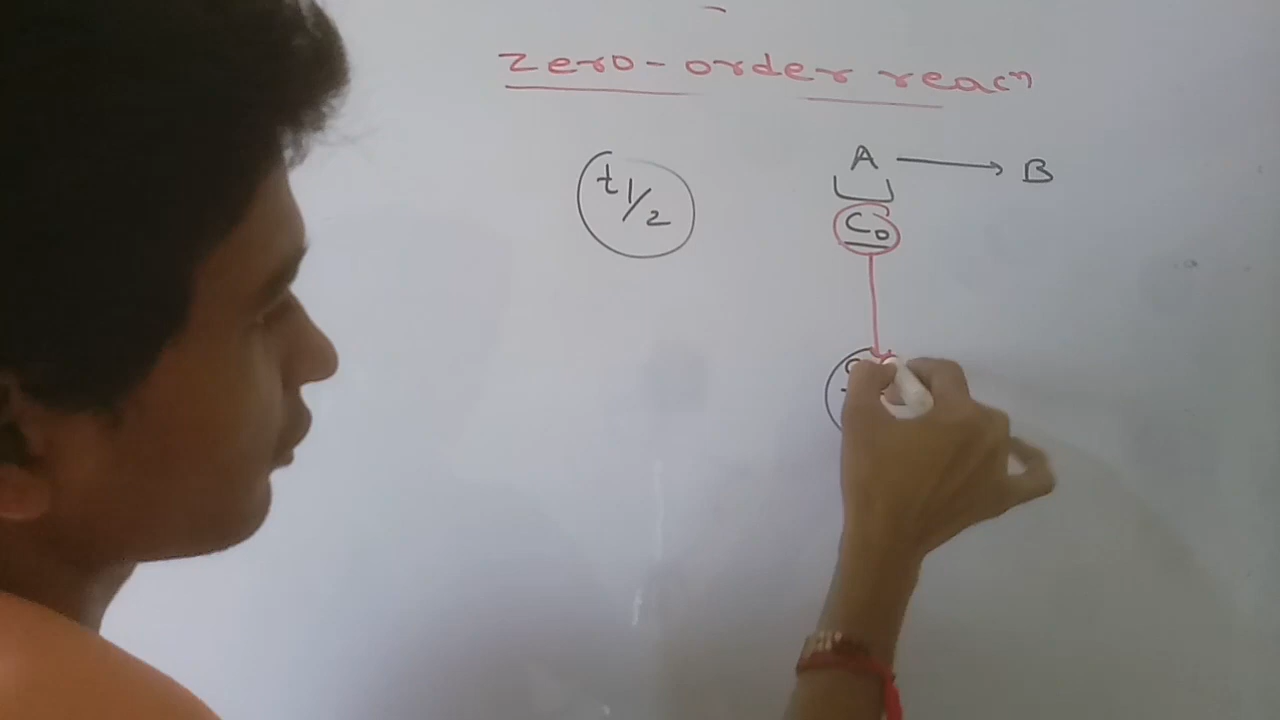 Zero-order reacn
t1/2
A → B
C0